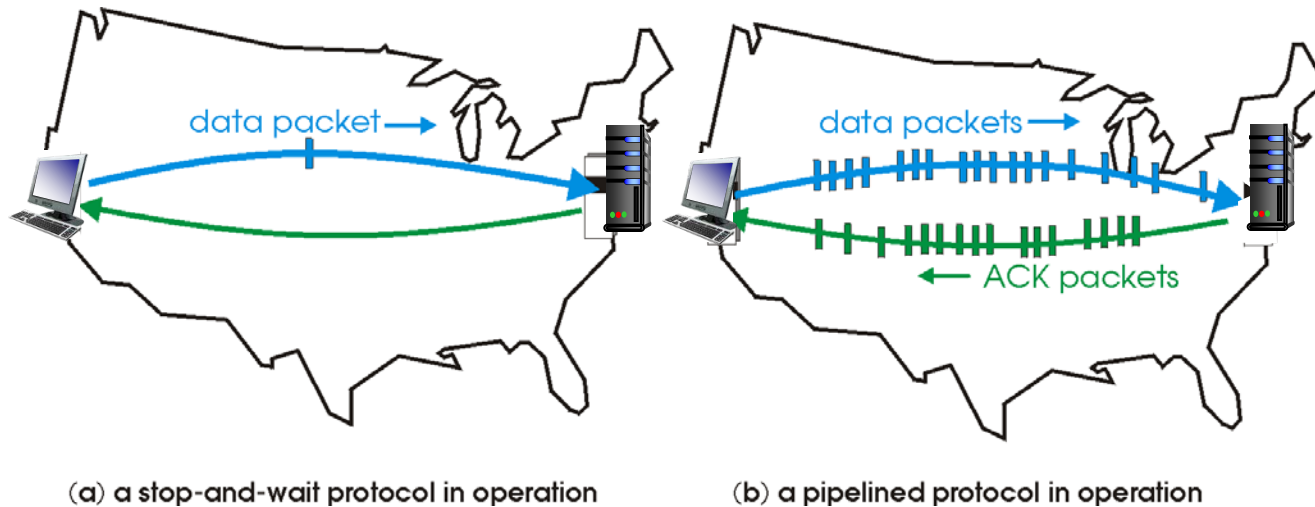 data packet
data packets
ACK packets
(a) a stop-and-wait protocol in operation
(b) a pipelined protocol in operation